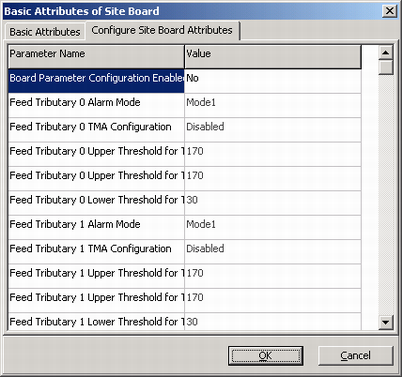 Basic Attributes of Site Board
Basic Attributes Configure Site Board Attributes
Parameter Name Value
Board Parameter Configuration Enable No
Feed Tributary 0 Alarm Mode Mode1
Feed Tributary 0 TMA Configuration Disabled
Feed Tributary 0 Upper Threshold for T 170
Feed Tributary 0 Upper Threshold for T 170
Feed Tributary 0 Lower Threshold for T 30
Feed Tributary 1 Alarm Mode Mode1
Feed Tributary 1 TMA Configuration Disabled
Feed Tributary 1 Upper Threshold for T 170
Feed Tributary 1 Upper Threshold for T 170
Feed Tributary 1 Lower Threshold for T 30
OK Cancel